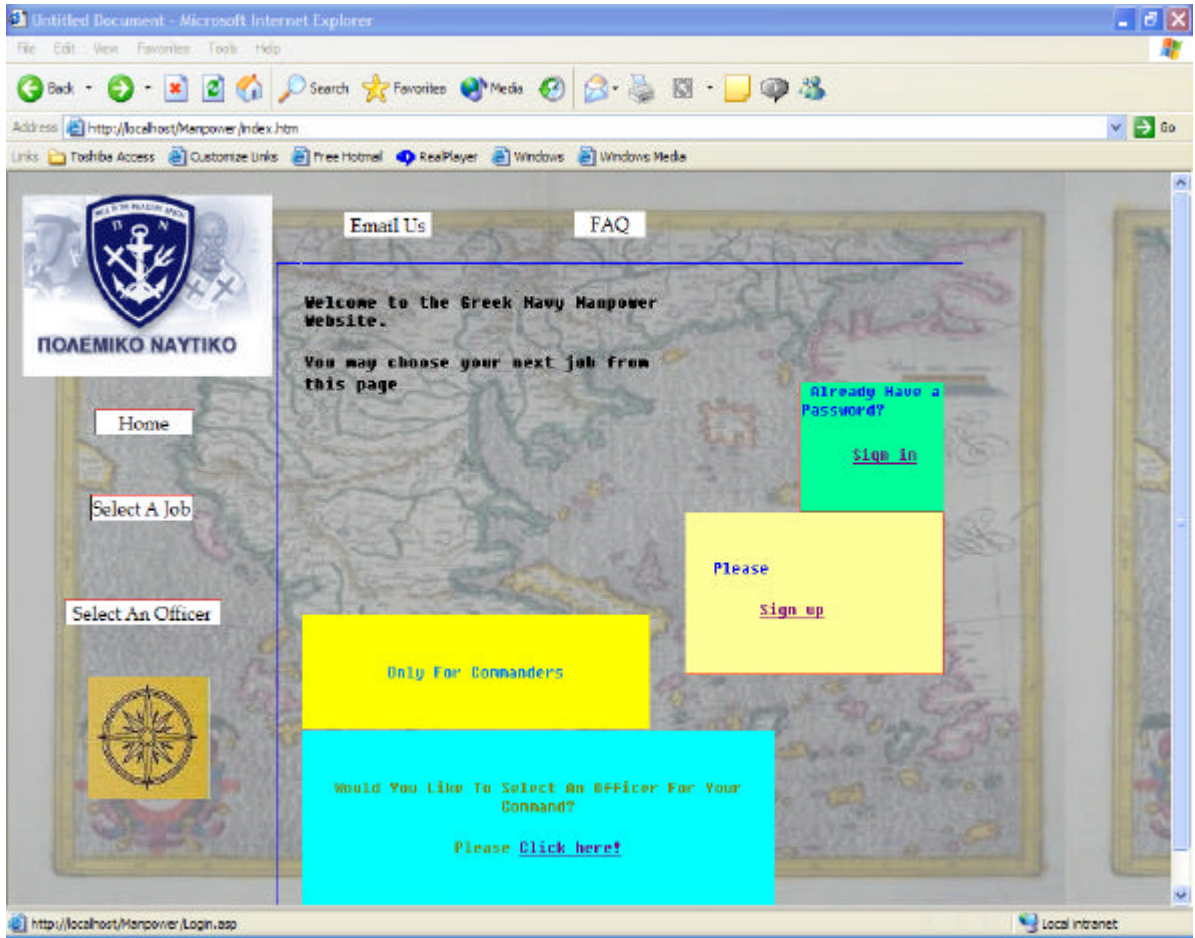 Untitled Document - Microsoft Internet Explorer
File Edit View Favorites Tools Help
Back Search Favorites Media
Address http://localhost/Manpower/index.htm Go
Links Toshiba Access Customize Links Free Hotmail RealPlayer Windows Windows Media
Π Ν
ΠΟΛΕΜΙΚΟ ΝΑΥΤΙΚΟ
Email Us FAQ
Welcome to the Greek Navy Manpower
Website.
You may choose your next job from
this page
Already Have a
Password?
Sign in
Home
Select A Job
Please
Sign up
Select An Officer
Only For Commanders
Would You Like To Select An Officer For Your
Command?
Please Click here!
http://localhost/Manpower/Login.asp Local intranet